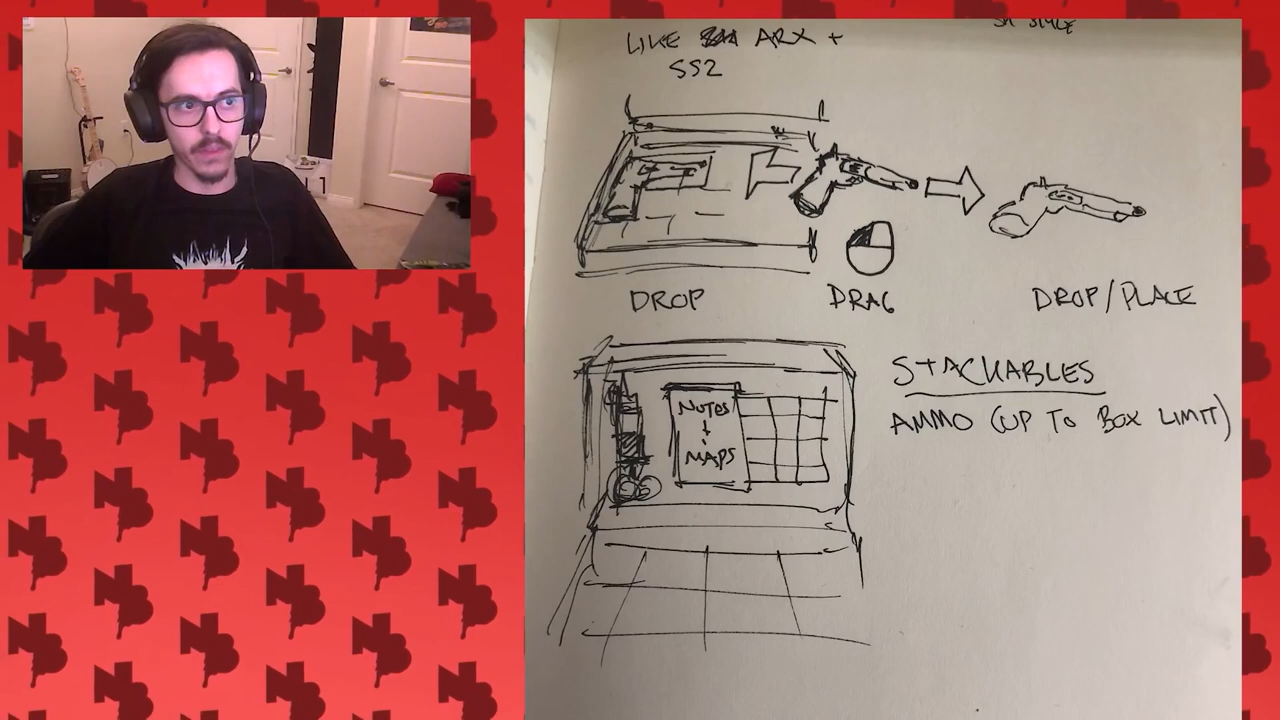 LIKE ARX +
SS2
DROP
DRAG
DROP/PLACE
NOTES
+
MAPS
STACKABLES
AMMO (UP TO BOX LIMIT)